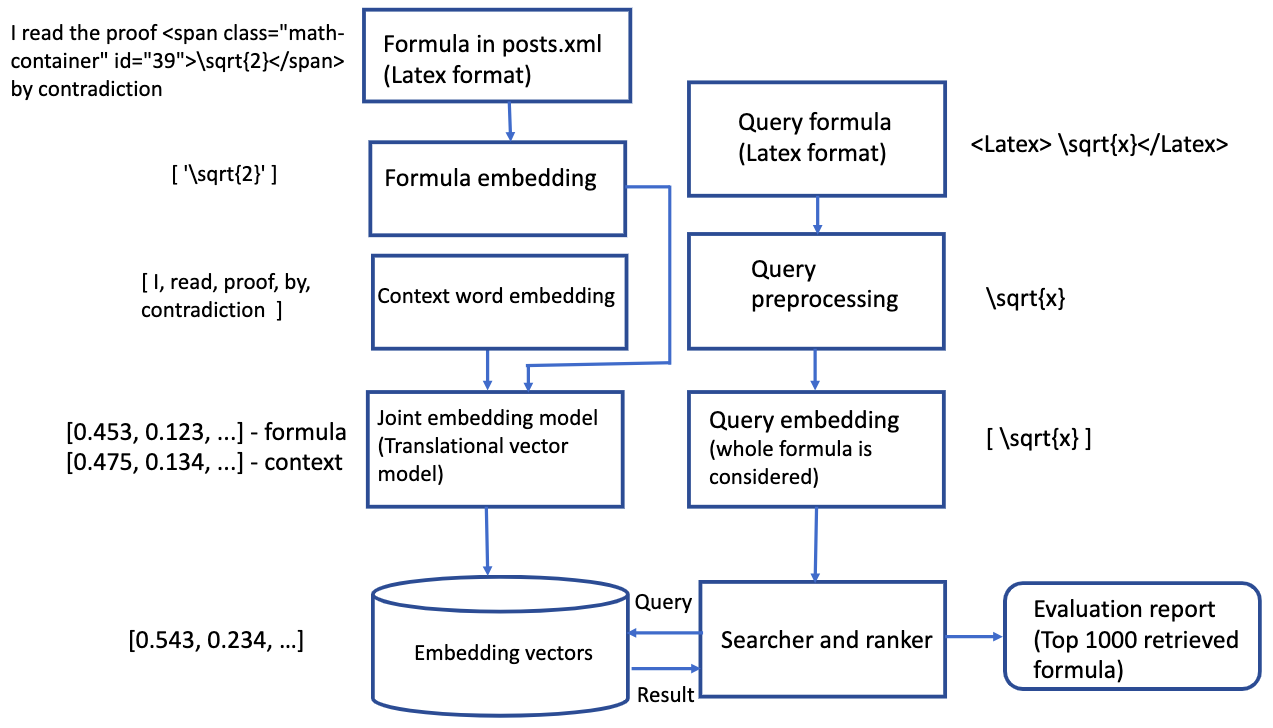 I read the proof <span class="math-
container" id="39">\sqrt{2}</span>
by contradiction
Formula in posts.xml
(Latex format)
Query formula
(Latex format)
<Latex> \sqrt{x}</Latex>
[ '\sqrt{2}' ]
Formula embedding
[ I, read, proof, by,
contradiction ]
Context word embedding
Query
preprocessing
\sqrt{x}
[0.453, 0.123, ...] - formula
[0.475, 0.134, ...] - context
Joint embedding model
(Translational vector
model)
Query embedding
(whole formula is
considered)
[ \sqrt{x} ]
[0.543, 0.234, ...]
Embedding vectors
Query
Result
Searcher and ranker
Evaluation report
(Top 1000 retrieved
formula)